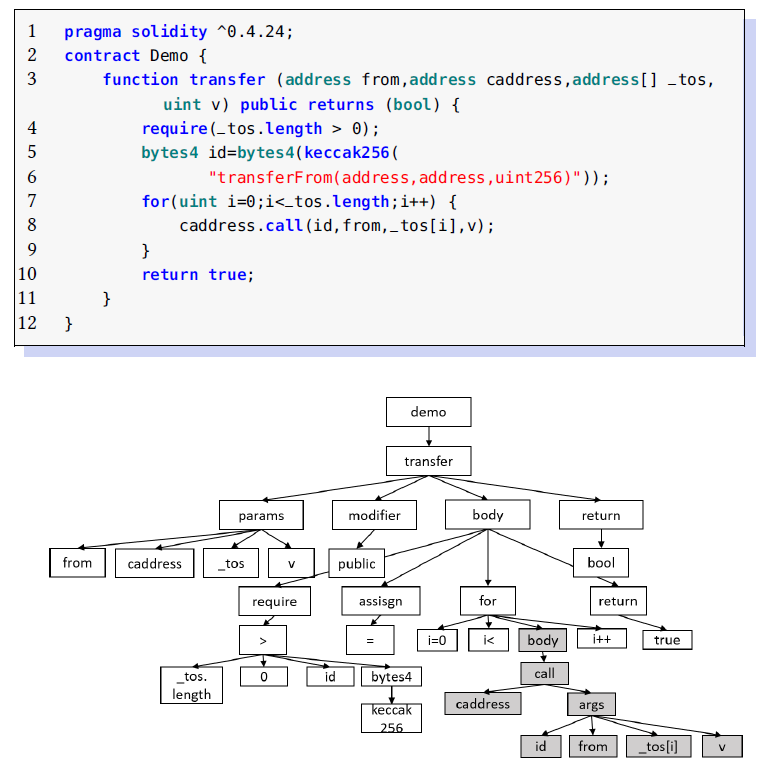 1 pragma solidity ^0.4.24;
2 contract Demo {
3 function transfer (address from,address caddress,address[] _tos,
uint v) public returns (bool) {
4 require(_tos.length > 0);
5 bytes4 id=bytes4(keccak256(
6 "transferFrom(address,address,uint256)"));
7 for(uint i=0;i<_tos.length;i++) {
8 caddress.call(id,from,_tos[i],v);
9 }
10 return true;
11 }
12 }
demo
transfer
params modifier body return
from caddress _tos v public bool
require assisgn for return
> = i=0 i< body i++ true
_tos. 0 id bytes4 call
length
keccak caddress args
256
id from _tos[i] v